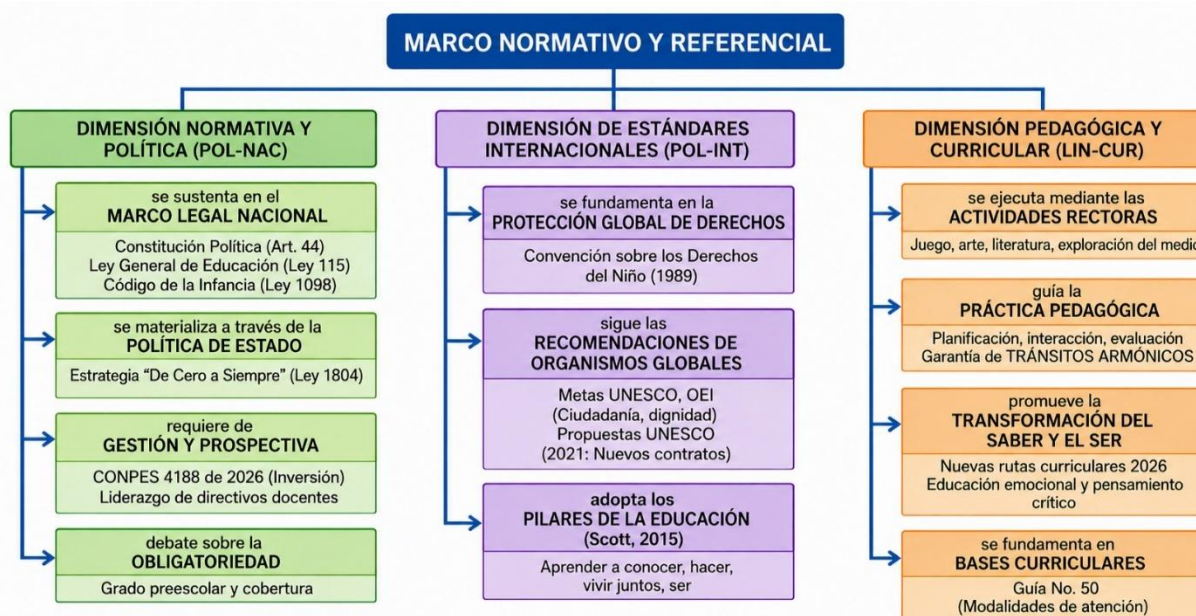 MARCO NORMATIVO Y REFERENCIAL
DIMENSIÓN NORMATIVA Y
POLÍTICA (POL-NAC)
se sustenta en el
MARCO LEGAL NACIONAL
Constitución Política (Art. 44)
Ley General de Educación (Ley 115)
Código de la Infancia (Ley 1098)
se materializa a través de la
POLÍTICA DE ESTADO
Estrategia “De Cero a Siempre” (Ley 1804)
requiere de
GESTIÓN Y PROSPECTIVA
CONPES 4188 de 2026 (Inversión)
Liderazgo de directivos docentes
debate sobre la
OBLIGATORIEDAD
Grado preescolar y cobertura
DIMENSIÓN DE ESTÁNDARES
INTERNACIONALES (POL-INT)
se fundamenta en la
PROTECCIÓN GLOBAL DE DERECHOS
Convención sobre los Derechos
del Niño (1989)
sigue las
RECOMENDACIONES DE
ORGANISMOS GLOBALES
Metas UNESCO, OEI
(Ciudadanía, dignidad)
Propuestas UNESCO
(2021: Nuevos contratos)
adopta los
PILARES DE LA EDUCACIÓN
(Scott, 2015)
Aprender a conocer, hacer,
vivir juntos, ser
DIMENSIÓN PEDAGÓGICA Y
CURRICULAR (LIN-CUR)
se ejecuta mediante las
ACTIVIDADES RECTORAS
Juego, arte, literatura, exploración del medio
guía la
PRÁCTICA PEDAGÓGICA
Planificación, interacción, evaluación
Garantía de TRÁNSITOS ARMÓNICOS
promueve la
TRANSFORMACIÓN DEL
SABER Y EL SER
Nuevas rutas curriculares 2026
Educación emocional y pensamiento
crítico
se fundamenta en
BASES CURRICULARES
Guía No. 50
(Modalidades de atención)